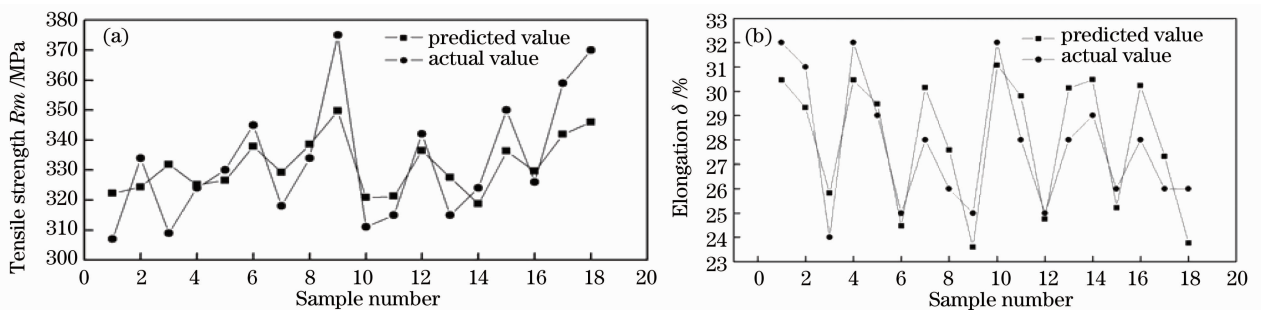 (a)
predicted value
actual value
Tensile strength Rm /MPa
380
370
360
350
340
330
320
310
300
0 2 4 6 8 10 12 14 16 18 20
Sample number
(b)
predicted value
actual value
Elongation δ /%
33
32
31
30
29
28
27
26
25
24
23
0 2 4 6 8 10 12 14 16 18 20
Sample number